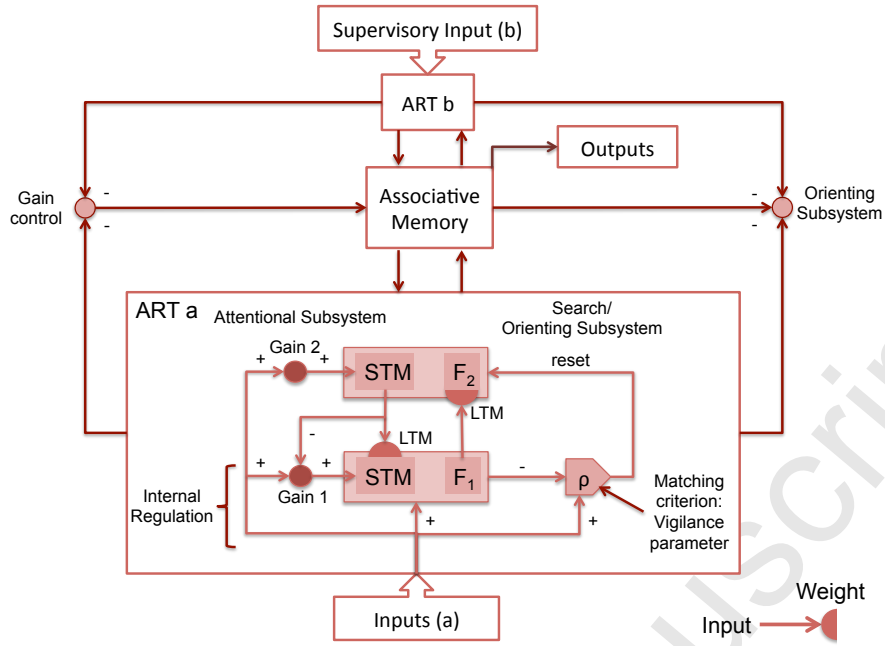 Supervisory Input (b)
ART b
Outputs
Gain
control
-
-
Associative
Memory
-
-
Orienting
Subsystem
ART a
Attentional Subsystem
Search/
Orienting Subsystem
Gain 2
+
+
STM
F2
reset
LTM
-
LTM
+
+
Gain 1
STM
F1
-
ρ
Internal
Regulation
+
+
Matching
criterion:
Vigilance
parameter
Inputs (a)
Weight
Input
uscrip